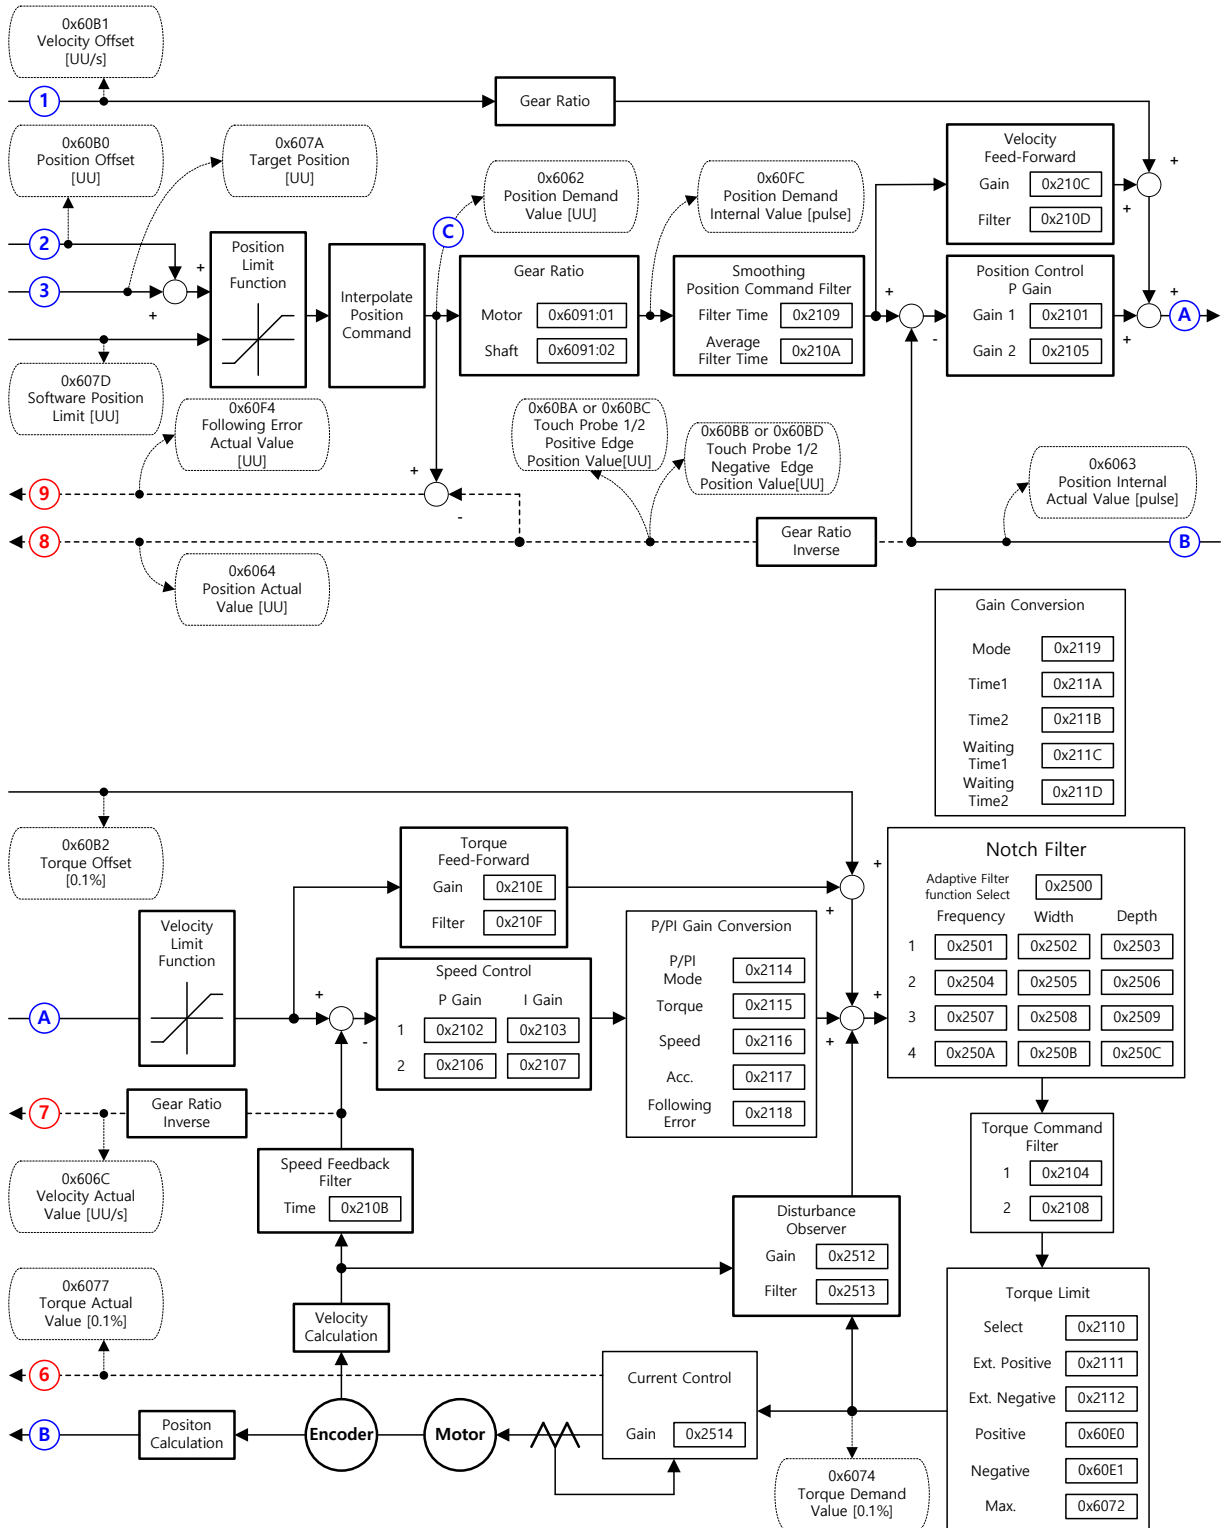 0x60B1
Velocity Offset
[UU/s]
1
Gear Ratio
0x60B0
Position Offset
[UU]
0x607A
Target Position
[UU]
0x6062
Position Demand
Value [UU]
0x60FC
Position Demand
Internal Value [pulse]
Velocity
Feed-Forward
Gain 0x210C
Filter 0x210D
+
+
2
C
3
+
+
Position
Limit
Function
Interpolate
Position
Command
Gear Ratio
Motor 0x6091:01
Shaft 0x6091:02
Smoothing
Position Command Filter
Filter Time 0x2109
Average
Filter Time 0x210A
+
-
Position Control
P Gain
Gain 1 0x2101
Gain 2 0x2105
+
+
A
0x607D
Software Position
Limit [UU]
0x60F4
Following Error
Actual Value
[UU]
0x60BA or 0x60BC
Touch Probe 1/2
Positive Edge
Position Value[UU]
0x60BB or 0x60BD
Touch Probe 1/2
Negative Edge
Position Value[UU]
0x6063
Position Internal
Actual Value [pulse]
+
-
9
8
Gear Ratio
Inverse
B
0x6064
Position Actual
Value [UU]
Gain Conversion
Mode 0x2119
Time1 0x211A
Time2 0x211B
Waiting
Time1 0x211C
Waiting
Time2 0x211D
0x60B2
Torque Offset
[0.1%]
Torque
Feed-Forward
Gain 0x210E
Filter 0x210F
+
+
Notch Filter
Adaptive Filter
function Select 0x2500
Frequency Width Depth
1 0x2501 0x2502 0x2503
2 0x2504 0x2505 0x2506
3 0x2507 0x2508 0x2509
4 0x250A 0x250B 0x250C
A
Velocity
Limit
Function
+
-
Speed Control
P Gain I Gain
1 0x2102 0x2103
2 0x2106 0x2107
P/PI Gain Conversion
P/PI
Mode 0x2114
Torque 0x2115
Speed 0x2116
Acc. 0x2117
Following
Error 0x2118
+
+
7
Gear Ratio
Inverse
0x606C
Velocity Actual
Value [UU/s]
Speed Feedback
Filter
Time 0x210B
Torque Command
Filter
1 0x2104
2 0x2108
Disturbance
Observer
Gain 0x2512
Filter 0x2513
0x6077
Torque Actual
Value [0.1%]
Velocity
Calculation
Torque Limit
Select 0x2110
Ext. Positive 0x2111
Ext. Negative 0x2112
Positive 0x60E0
Negative 0x60E1
Max. 0x6072
6
Current Control
Gain 0x2514
B
Positon
Calculation
Encoder
Motor
0x6074
Torque Demand
Value [0.1%]